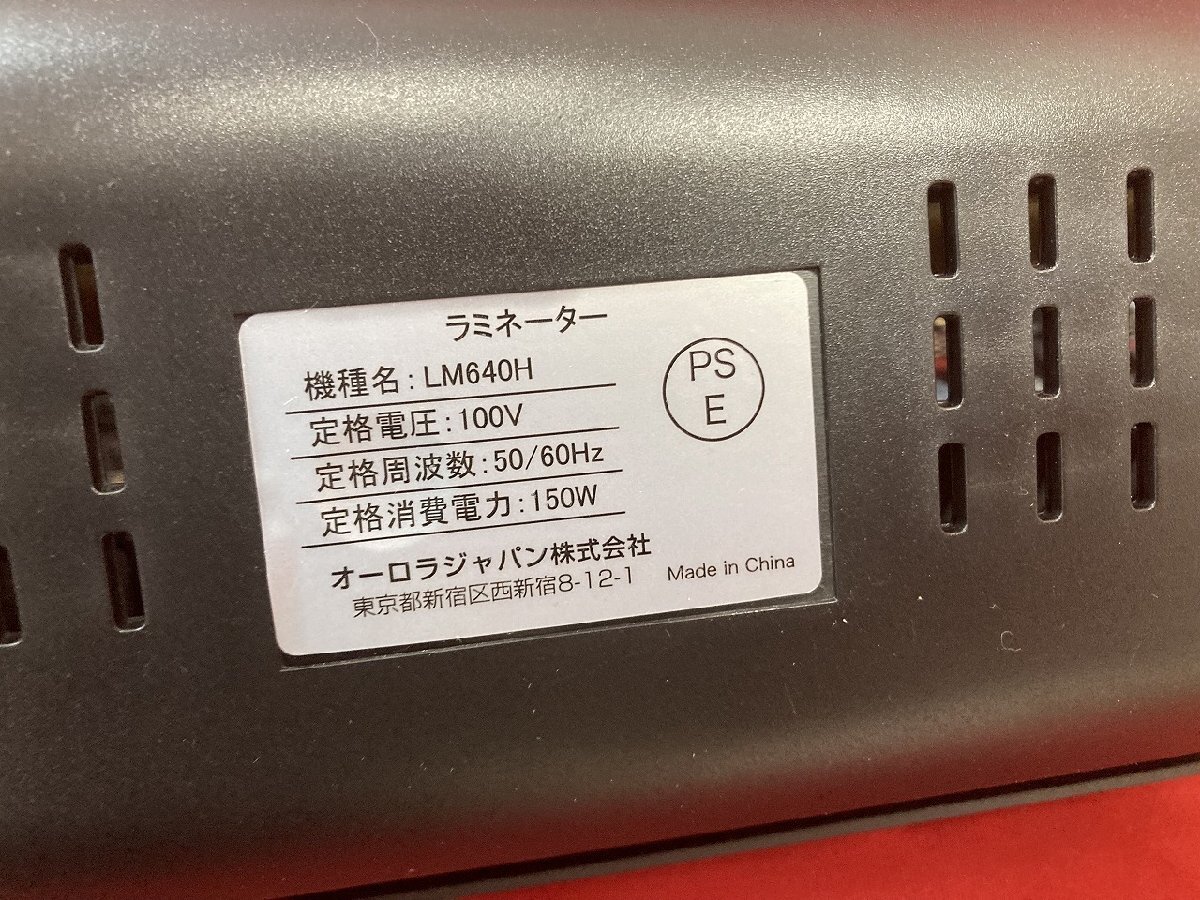 ラミネーター
機種名:LM640H
定格電圧:100V
定格周波数:50/60Hz
定格消費電力:150W
オーロラジャパン株式会社
東京都新宿区西新宿8-12-1
Made in China
PS
E